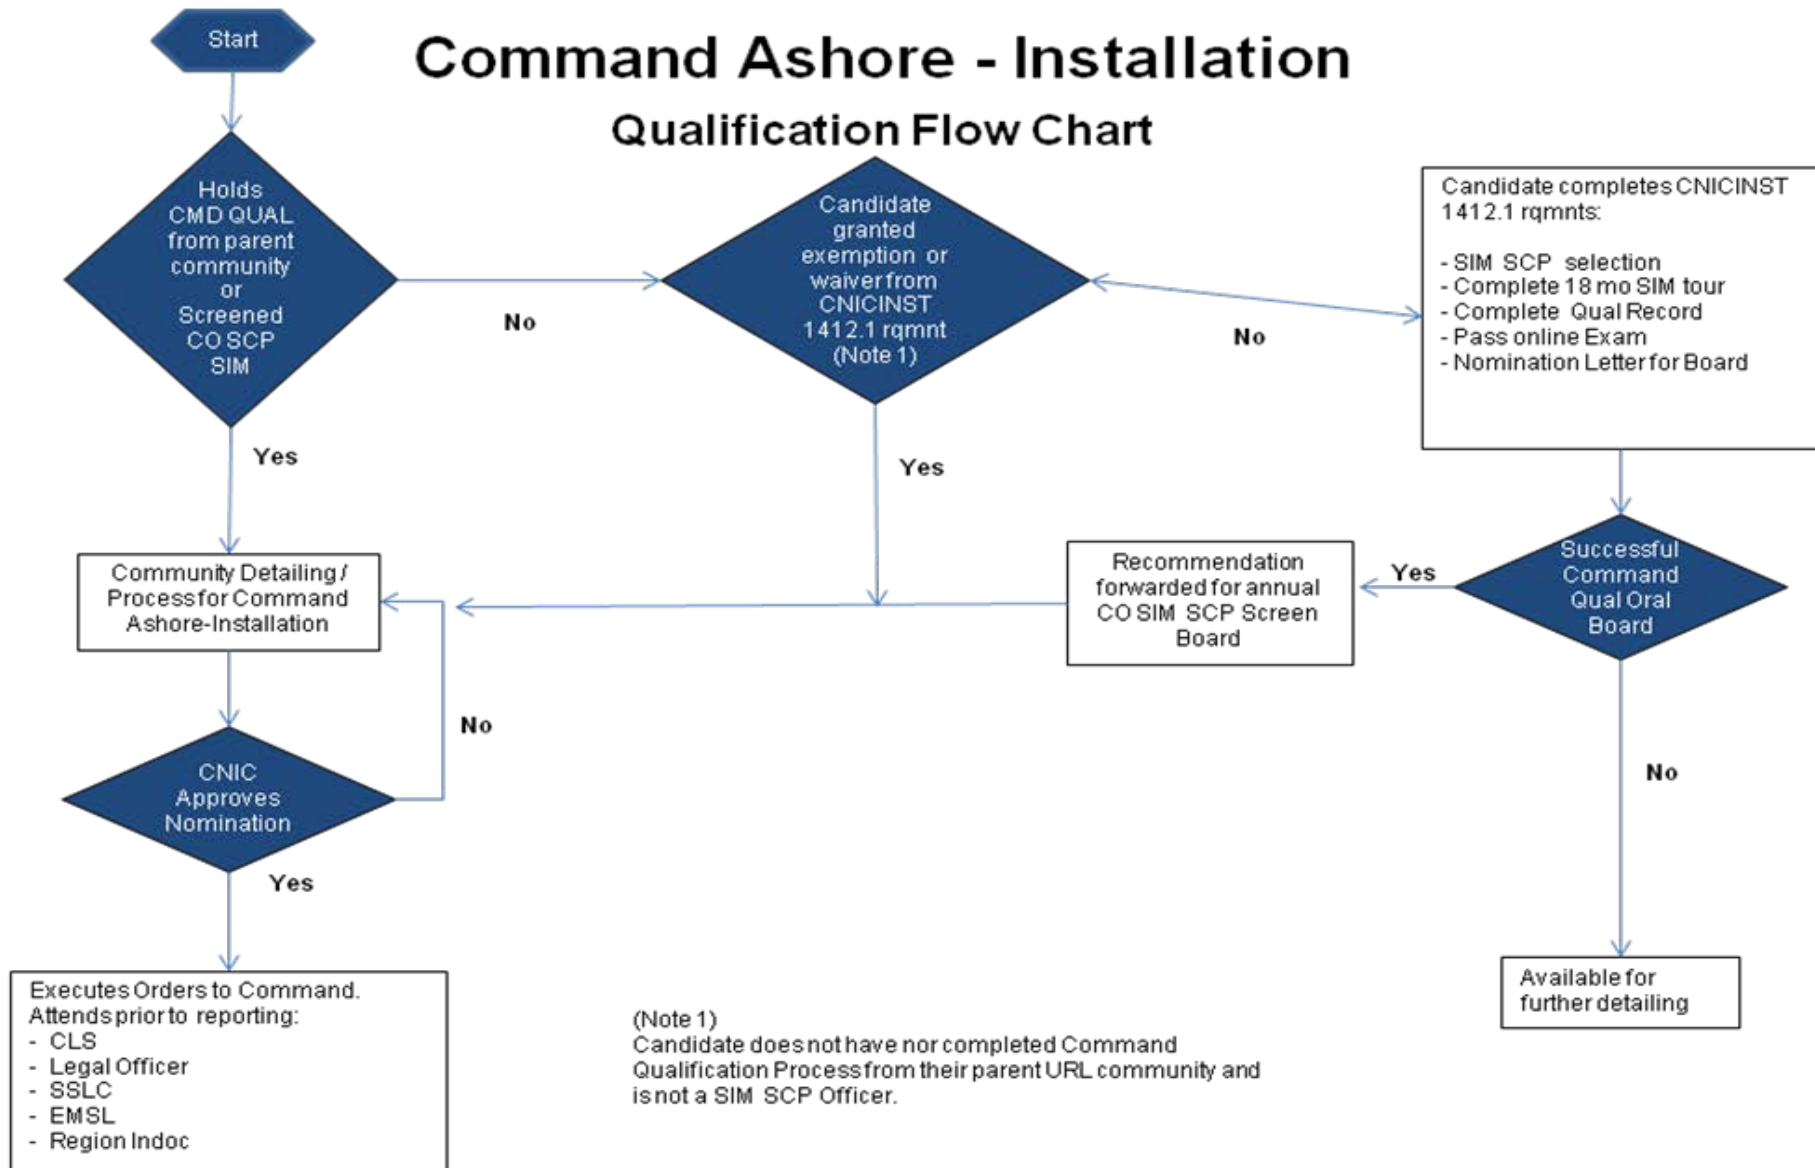 Start
Command Ashore - Installation
Qualification Flow Chart
Holds
CMD QUAL
from parent
community
or
Screened
CO SCP
SIM
No
Yes
Candidate
granted
exemption or
waiver from
CNICINST
1412.1 rqmnt
(Note 1)
No
Yes
Candidate completes CNICINST
1412.1 rqmnts:
- SIM SCP selection
- Complete 18 mo SIM tour
- Complete Qual Record
- Pass online Exam
- Nomination Letter for Board
Successful
Command
Qual Oral
Board
Yes
No
Recommendation
forwarded for annual
CO SIM SCP Screen
Board
Community Detailing /
Process for Command
Ashore-Installation
No
CNIC
Approves
Nomination
Yes
Executes Orders to Command.
Attends prior to reporting:
- CLS
- Legal Officer
- SSLC
- EMSL
- Region Indoc
Available for
further detailing
(Note 1)
Candidate does not have nor completed Command
Qualification Process from their parent URL community and
is not a SIM SCP Officer.